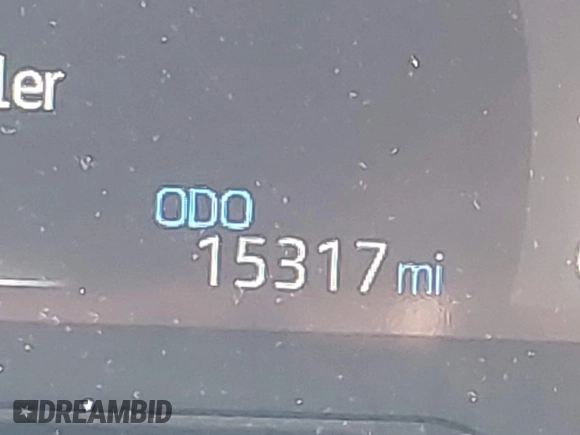 ler
ODO
15317 mi
DREAMBID